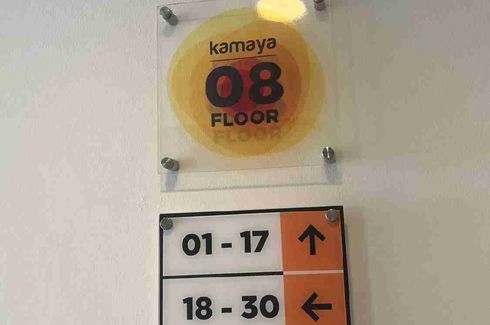 kamaya
08
FLOOR
01 - 17 ↑
18 - 30 ←